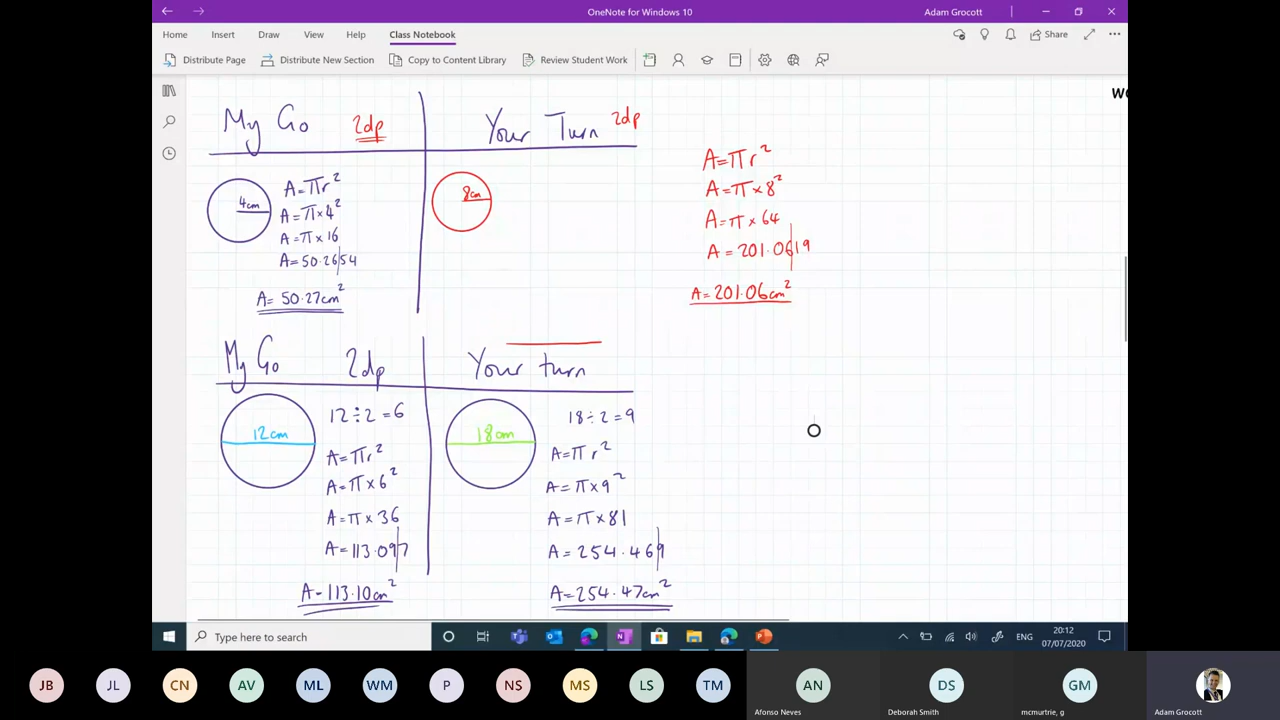 OneNote for Windows 10
Adam Grocott
Home Insert Draw View Help Class Notebook
Share
Distribute Page Distribute New Section Copy to Content Library Review Student Work
My Go 2dp
Your Turn 2dp
4cm
A=πr²
A=π×4²
A=π×16
A=50.2654
A=50.27cm²
8cm
A=πr²
A=π×8²
A=π×64
A=201.0619
A=201.06cm²
My Go 2dp
Your turn
12cm
12÷2=6
A=πr²
A=π×6²
A=π×36
A=113.097
A=113.10cm²
18cm
18÷2=9
A=πr²
A=π×9²
A=π×81
A=254.469
A=254.47cm²
Type here to search
ENG
20:12
07/07/2020
JB JL CN AV ML WM P NS MS LS TM AN DS GM
Afonso Neves
Deborah Smith
mcmurtrie, g
Adam Grocott